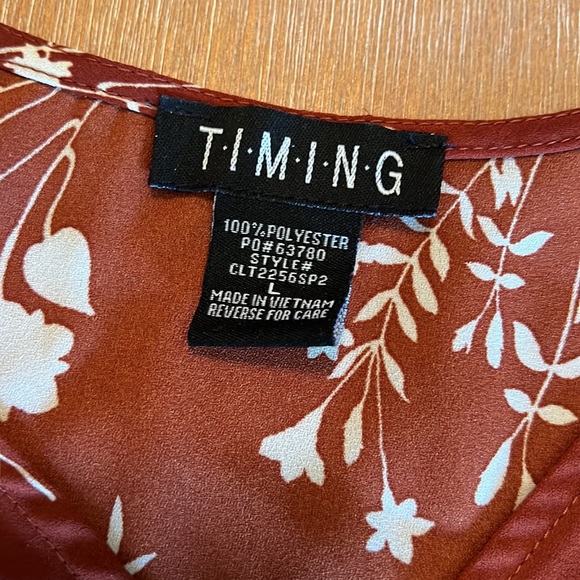 T·I·M·I·N·G
100%POLYESTER
PO#63780
STYLE#
CLT2256SP2
L
MADE IN VIETNAM
REVERSE FOR CARE